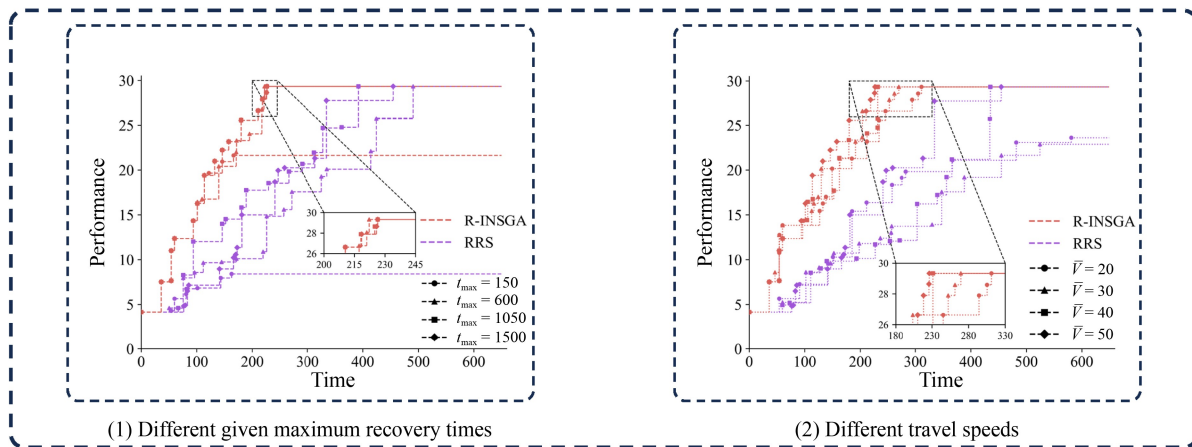 30
25
20
15
10
5
0
Performance
0 100 200 300 400 500 600
Time
30
28
26
200 215 230 245
R-INSGA
RRS
t_max = 150
t_max = 600
t_max = 1050
t_max = 1500
(1) Different given maximum recovery times
30
25
20
15
10
5
0
Performance
0 100 200 300 400 500 600
Time
30
28
26
180 230 280 330
R-INSGA
RRS
V̅ = 20
V̅ = 30
V̅ = 40
V̅ = 50
(2) Different travel speeds